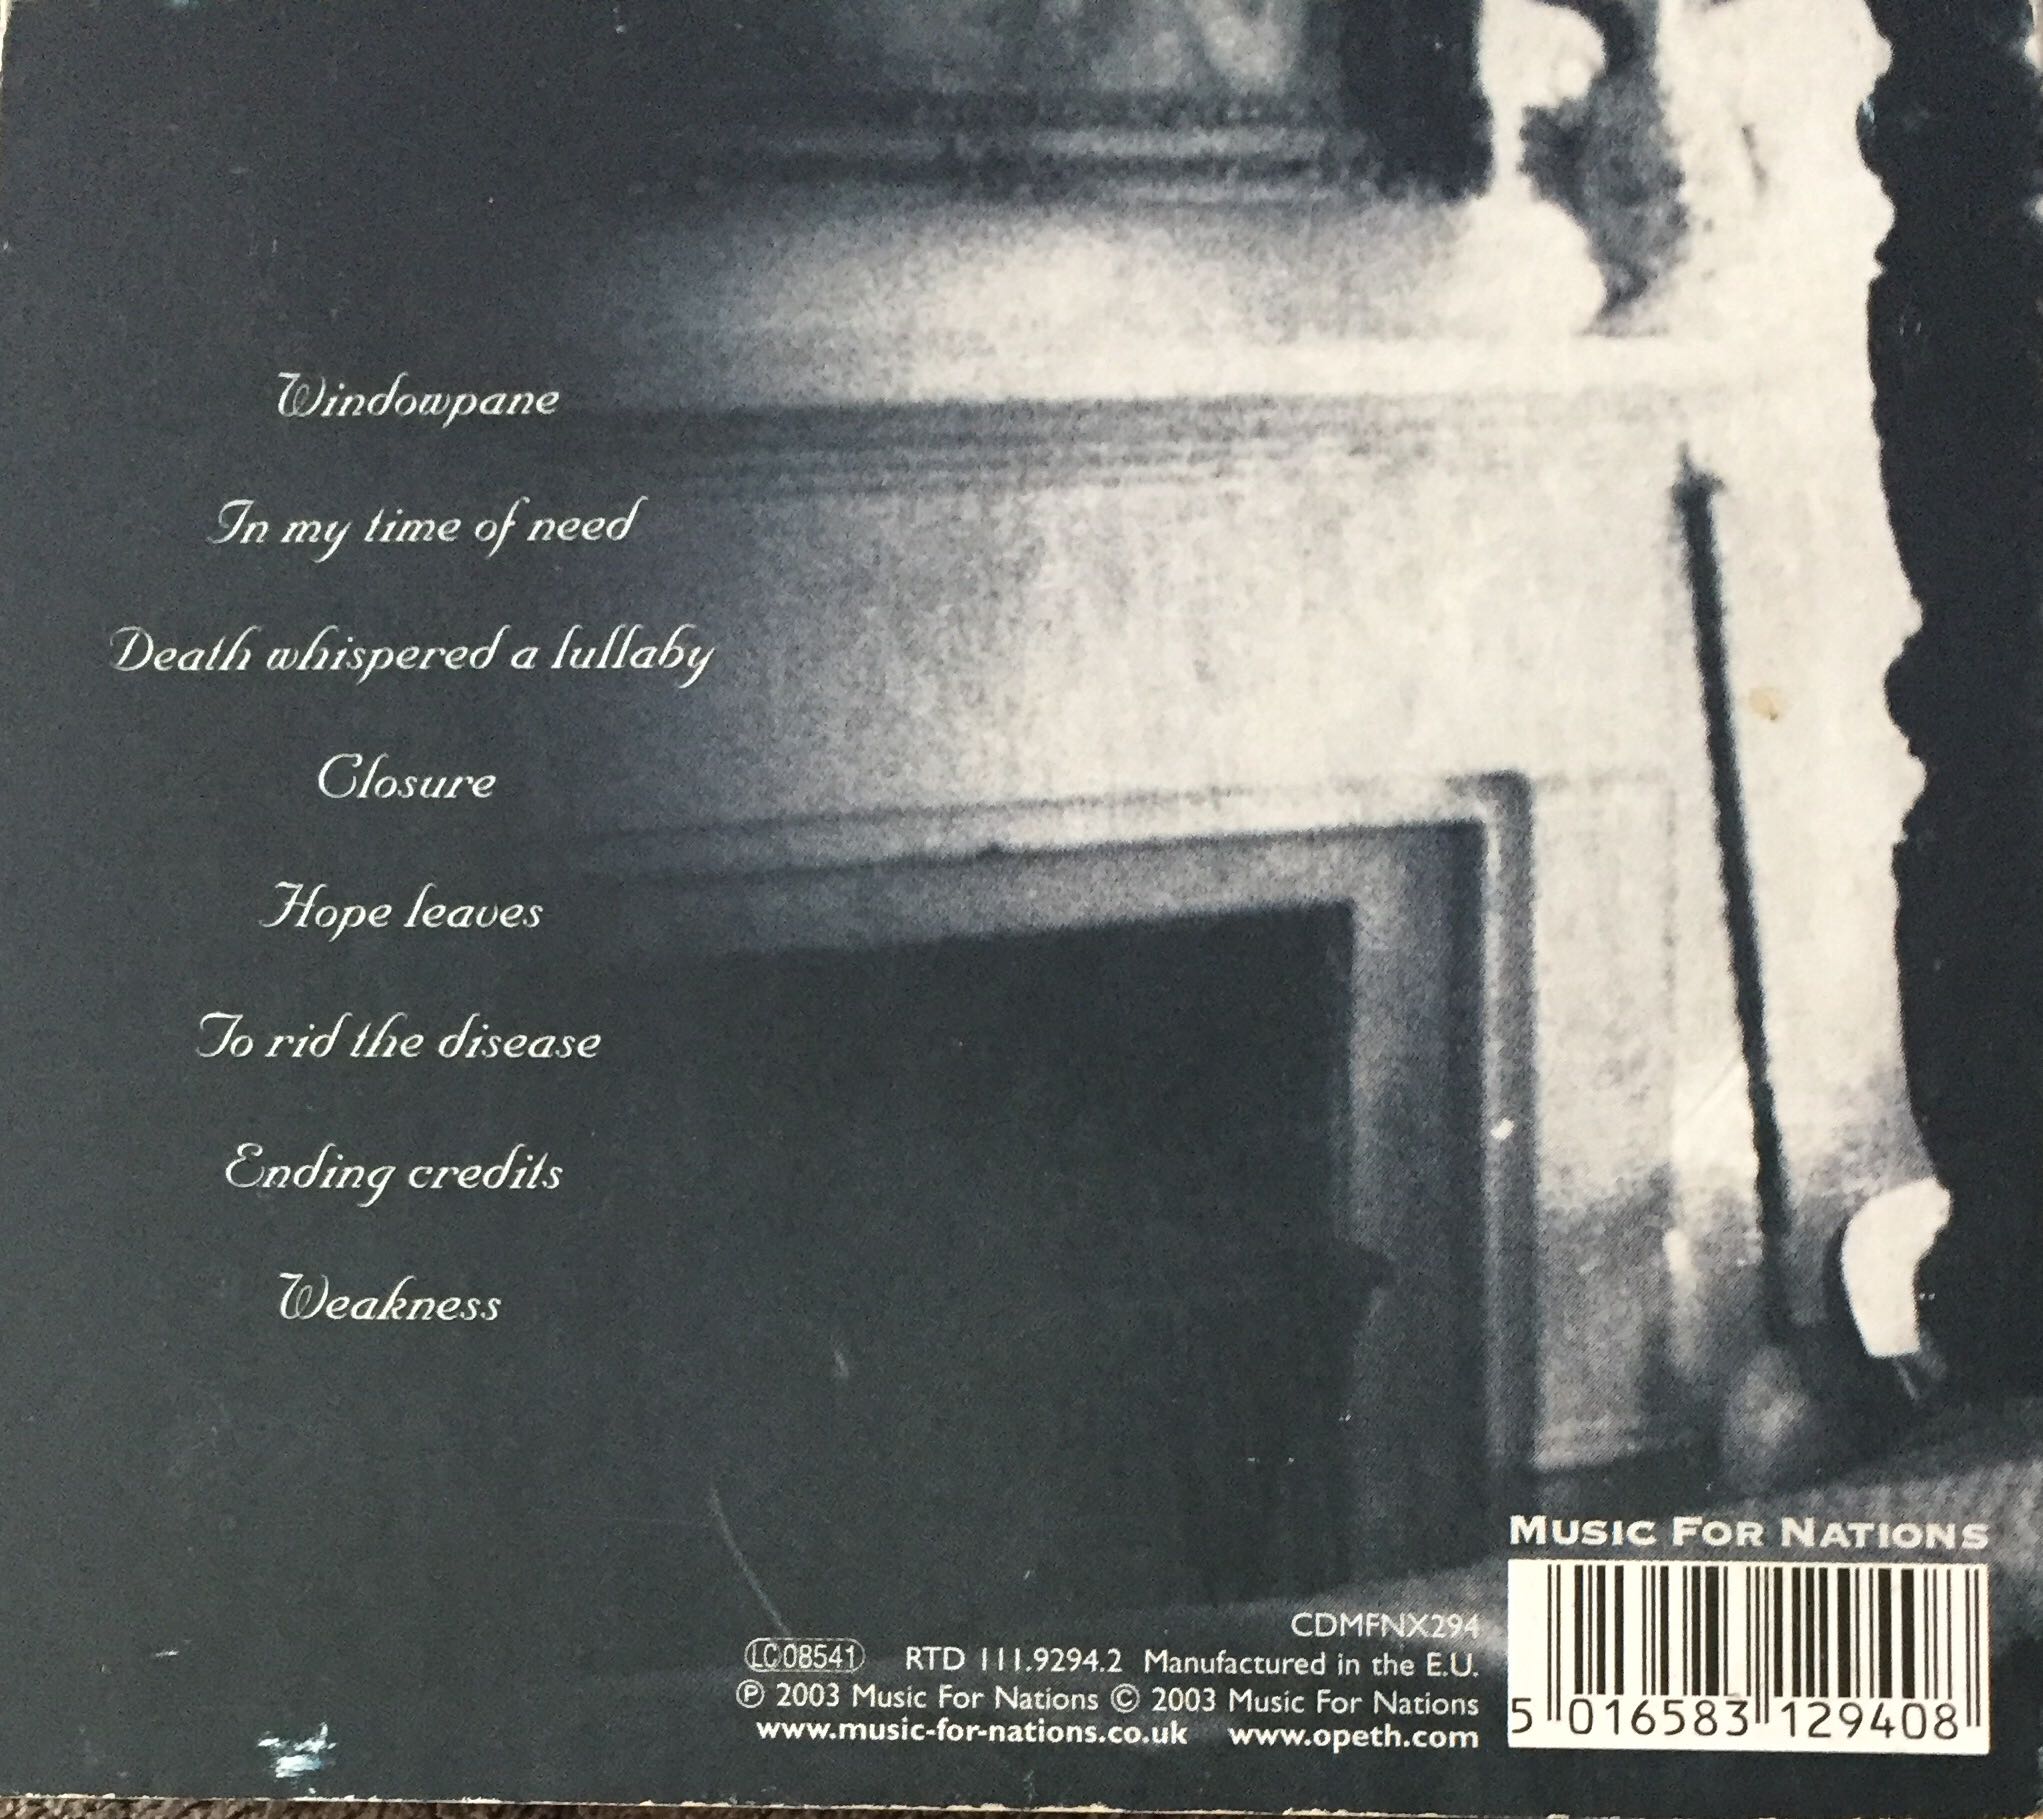 Windowpane
In my time of need
Death whispered a lullaby
Closure
Hope leaves
To rid the disease
Ending credits
Weakness
MUSIC FOR NATIONS
CDMFNX294
LC 08541 RTD 111.9294.2 Manufactured in the E.U.
℗ 2003 Music For Nations © 2003 Music For Nations
www.music-for-nations.co.uk www.opeth.com
5 016583 129408